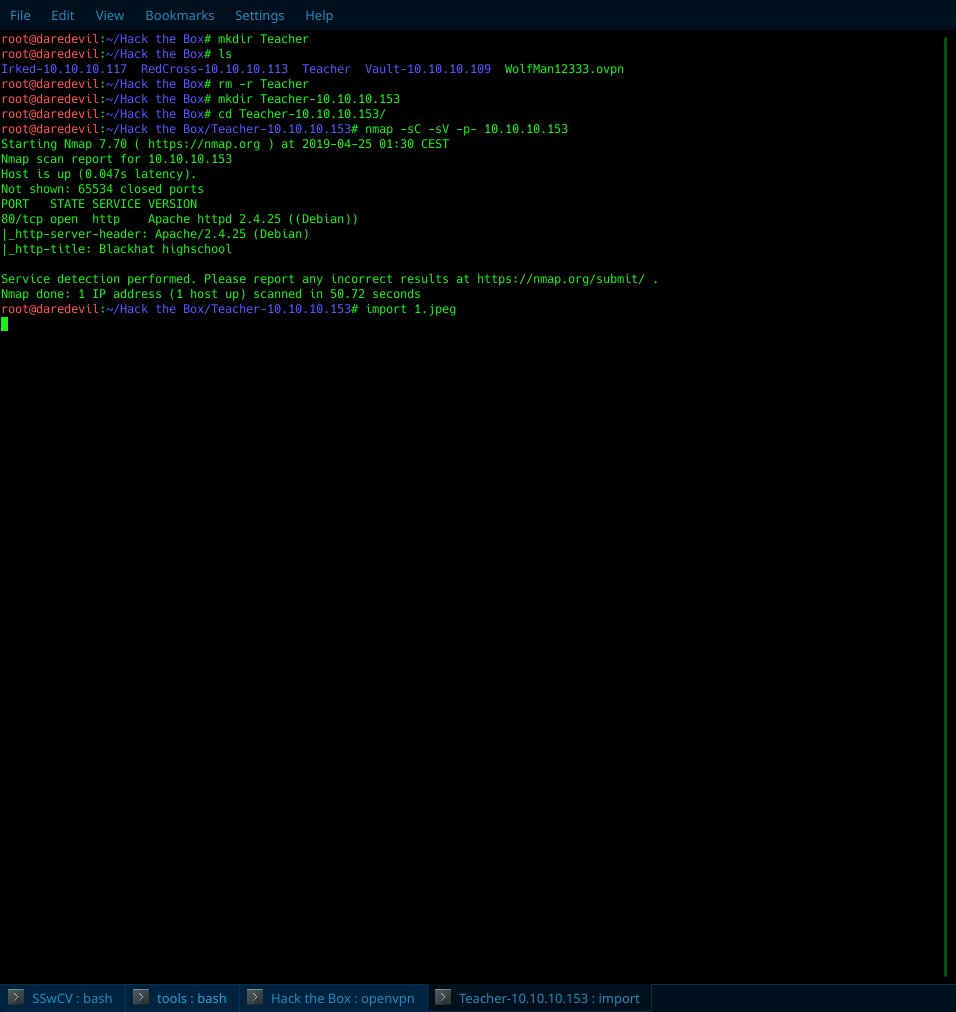 File Edit View Bookmarks Settings Help
root@daredevil:~/Hack the Box# mkdir Teacher
root@daredevil:~/Hack the Box# ls
Irked-10.10.10.117  RedCross-10.10.10.113  Teacher  Vault-10.10.10.109  WolfMan12333.ovpn
root@daredevil:~/Hack the Box# rm -r Teacher
root@daredevil:~/Hack the Box# mkdir Teacher-10.10.10.153
root@daredevil:~/Hack the Box# cd Teacher-10.10.10.153/
root@daredevil:~/Hack the Box/Teacher-10.10.10.153# nmap -sC -sV -p- 10.10.10.153
Starting Nmap 7.70 ( https://nmap.org ) at 2019-04-25 01:30 CEST
Nmap scan report for 10.10.10.153
Host is up (0.047s latency).
Not shown: 65534 closed ports
PORT   STATE SERVICE VERSION
80/tcp open  http    Apache httpd 2.4.25 ((Debian))
|_http-server-header: Apache/2.4.25 (Debian)
|_http-title: Blackhat highschool
Service detection performed. Please report any incorrect results at https://nmap.org/submit/ .
Nmap done: 1 IP address (1 host up) scanned in 50.72 seconds
root@daredevil:~/Hack the Box/Teacher-10.10.10.153# import 1.jpeg
SSwCV : bash tools : bash Hack the Box : openvpn Teacher-10.10.10.153 : import